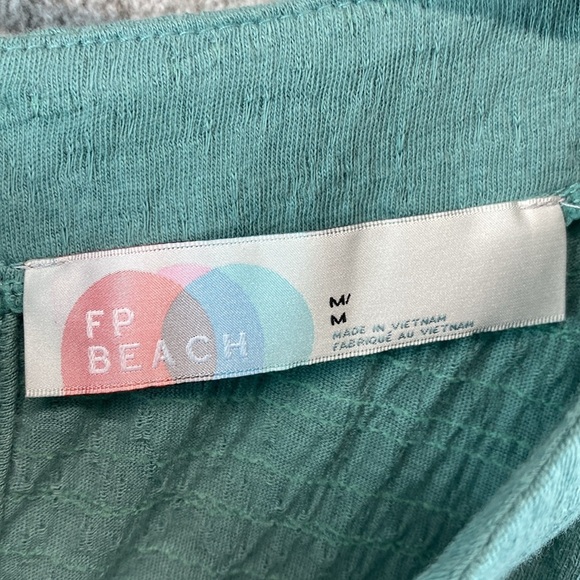 FP
BEACH
M/
M
MADE IN VIETNAM
FABRIQUÉ AU VIETNAM